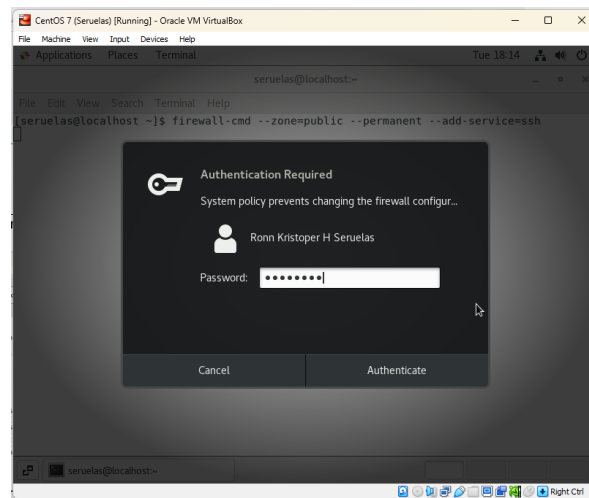 CentOS 7 (Seruelas) [Running] - Oracle VM VirtualBox
File Machine View Input Devices Help
Applications Places Terminal Tue 18:14
seruelas@localhost:~
File Edit View Search Terminal Help
[seruelas@localhost ~]$ firewall-cmd --zone=public --permanent --add-service=ssh
Authentication Required
System policy prevents changing the firewall configur...
Ronn Kristoper H Seruelas
Password: ●●●●●●●●
Cancel Authenticate
seruelas@localhost:~
Right Ctrl